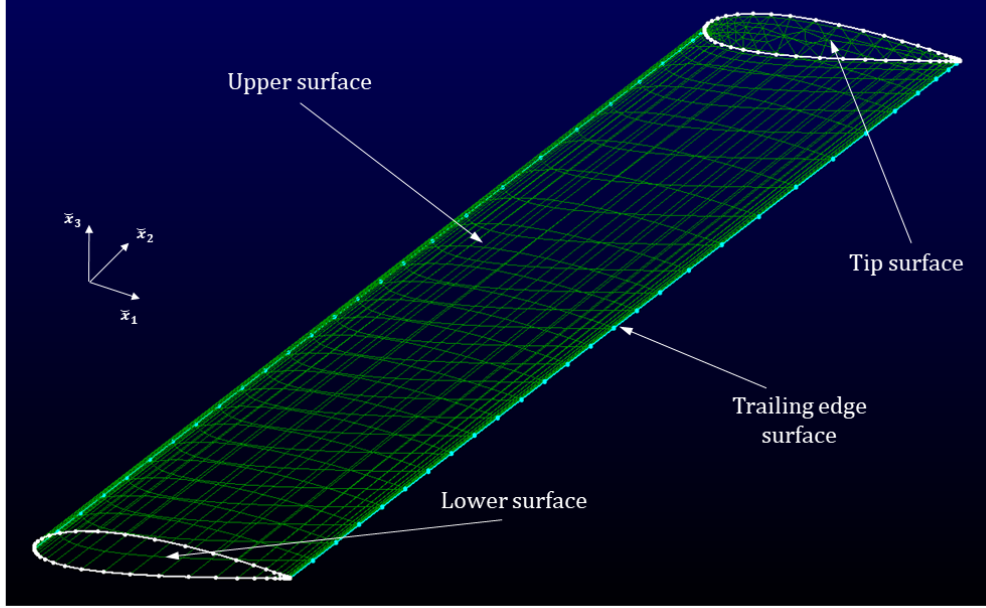 Upper surface
x̄₃
x̄₂
x̄₁
Tip surface
Trailing edge
surface
Lower surface